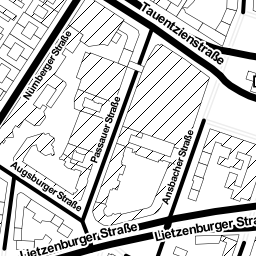 Tauentzienstraße
Nürnberger Straße
Passauer Straße
Ansbacher Straße
Augsburger Straße
Lietzenburger Straße
Lietzenburger Stra